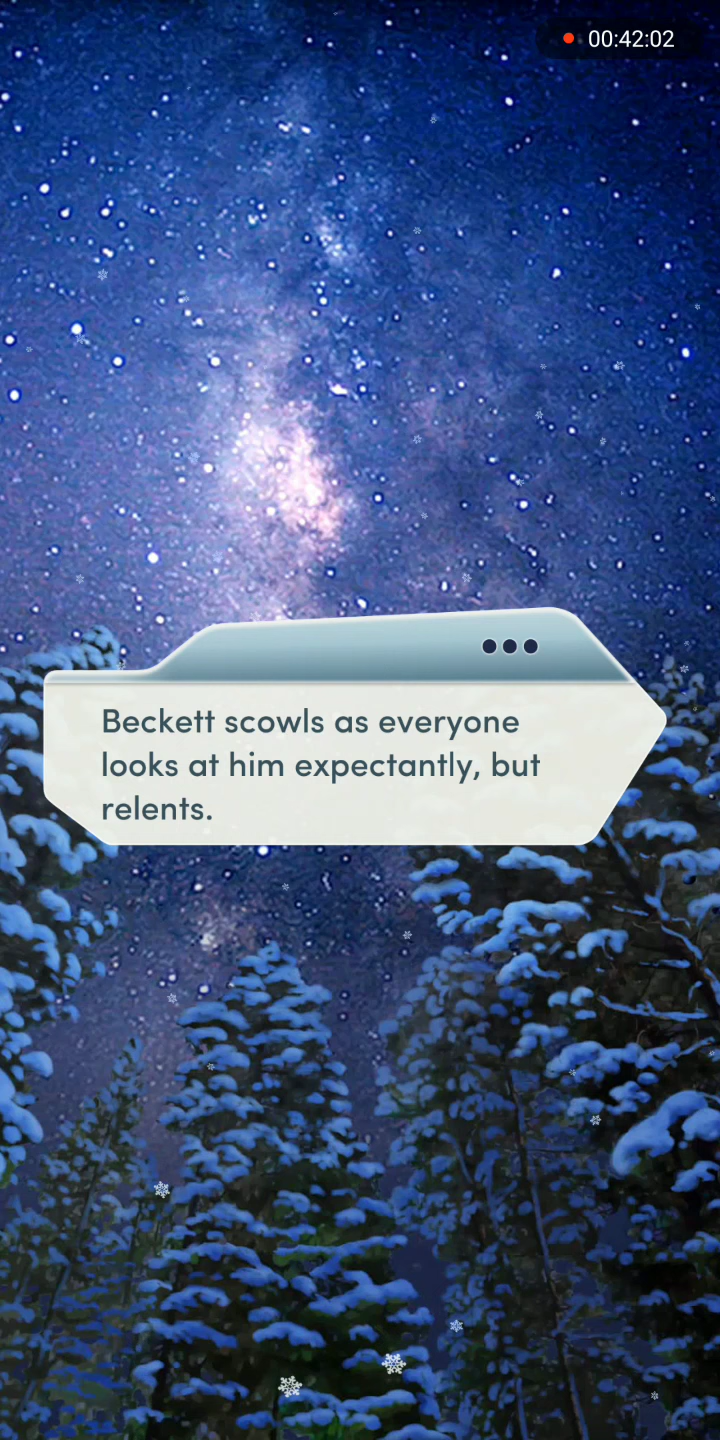 00:42:02
Beckett scowls as everyone
looks at him expectantly, but
relents.